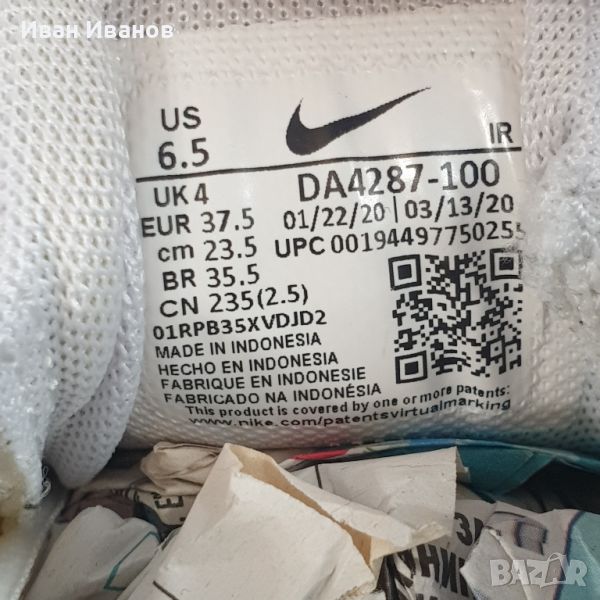 Иван Иванов
US
6.5
IR
UK 4
DA4287-100
EUR 37.5
01/22/20 | 03/13/20
cm 23.5
UPC 00194497750255
BR 35.5
CN 235(2.5)
01RPB35XVDJD2
MADE IN INDONESIA
HECHO EN INDONESIA
FABRIQUE EN INDONESIE
FABRICADO NA INDONÉSIA
This product is covered by one or more patents:
www.nike.com/patentsvirtualmarking
BAZAR